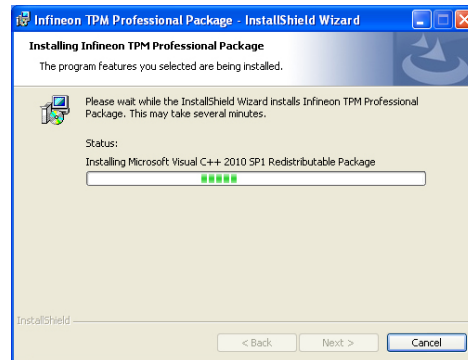 Infineon TPM Professional Package - InstallShield Wizard
Installing Infineon TPM Professional Package
The program features you selected are being installed.
Please wait while the InstallShield Wizard installs Infineon TPM Professional
Package. This may take several minutes.
Status:
Installing Microsoft Visual C++ 2010 SP1 Redistributable Package
InstallShield
< Back Next > Cancel